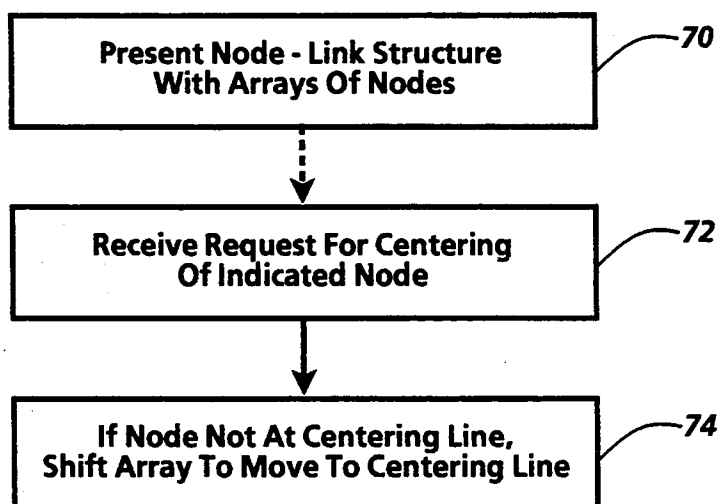 Present Node - Link Structure
With Arrays Of Nodes
70
Receive Request For Centering
Of Indicated Node
72
If Node Not At Centering Line,
Shift Array To Move To Centering Line
74